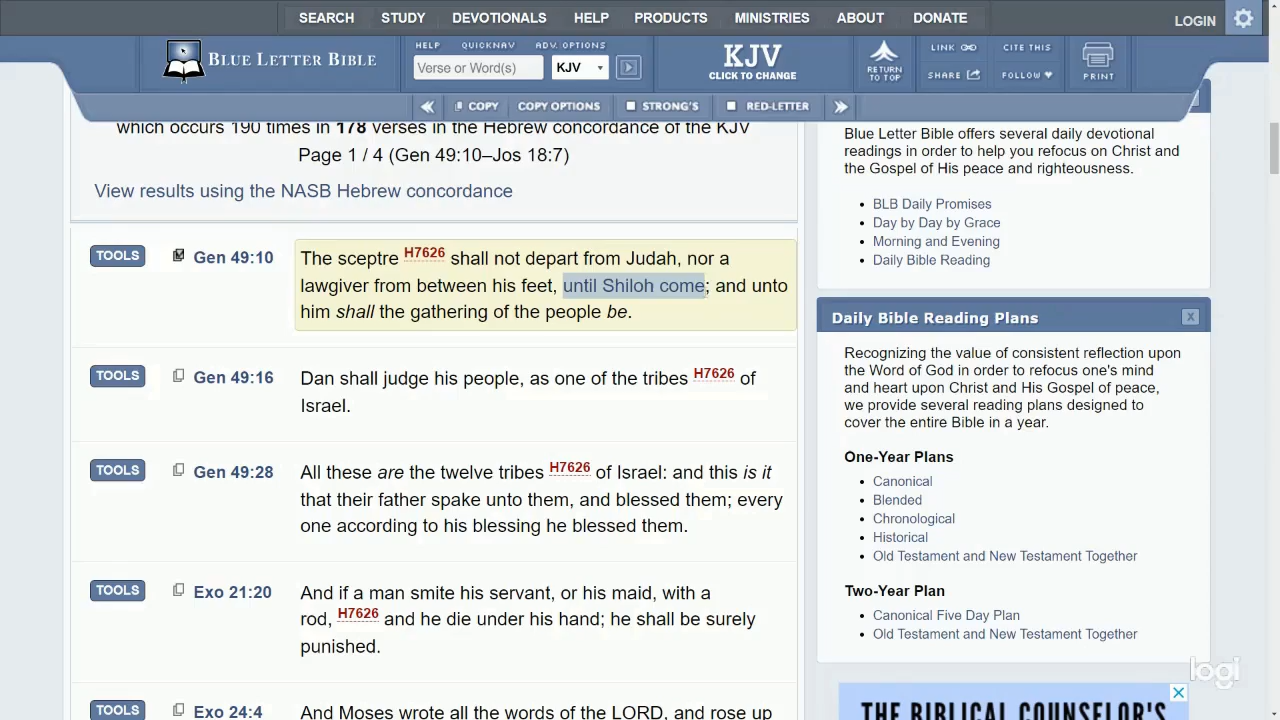 SEARCH STUDY DEVOTIONALS HELP PRODUCTS MINISTRIES ABOUT DONATE LOGIN
BLUE LETTER BIBLE
HELP QUICKNAV ADV. OPTIONS
Verse or Word(s) KJV
KJV
CLICK TO CHANGE
RETURN
TO TOP
LINK CITE THIS
SHARE FOLLOW
PRINT
COPY COPY OPTIONS STRONG'S RED-LETTER
which occurs 190 times in 178 verses in the Hebrew concordance of the KJV
Page 1 / 4 (Gen 49:10–Jos 18:7)
View results using the NASB Hebrew concordance
TOOLS Gen 49:10 The sceptre H7626 shall not depart from Judah, nor a
lawgiver from between his feet, until Shiloh come; and unto
him shall the gathering of the people be.
TOOLS Gen 49:16 Dan shall judge his people, as one of the tribes H7626 of
Israel.
TOOLS Gen 49:28 All these are the twelve tribes H7626 of Israel: and this is it
that their father spake unto them, and blessed them; every
one according to his blessing he blessed them.
TOOLS Exo 21:20 And if a man smite his servant, or his maid, with a
rod, H7626 and he die under his hand; he shall be surely
punished.
TOOLS Exo 24:4 And Moses wrote all the words of the LORD, and rose up
Blue Letter Bible offers several daily devotional
readings in order to help you refocus on Christ and
the Gospel of His peace and righteousness.
BLB Daily Promises
Day by Day by Grace
Morning and Evening
Daily Bible Reading
Daily Bible Reading Plans x
Recognizing the value of consistent reflection upon
the Word of God in order to refocus one's mind
and heart upon Christ and His Gospel of peace,
we provide several reading plans designed to
cover the entire Bible in a year.
One-Year Plans
Canonical
Blended
Chronological
Historical
Old Testament and New Testament Together
Two-Year Plan
Canonical Five Day Plan
Old Testament and New Testament Together
logi
THE BIBLICAL COUNSELOR'S